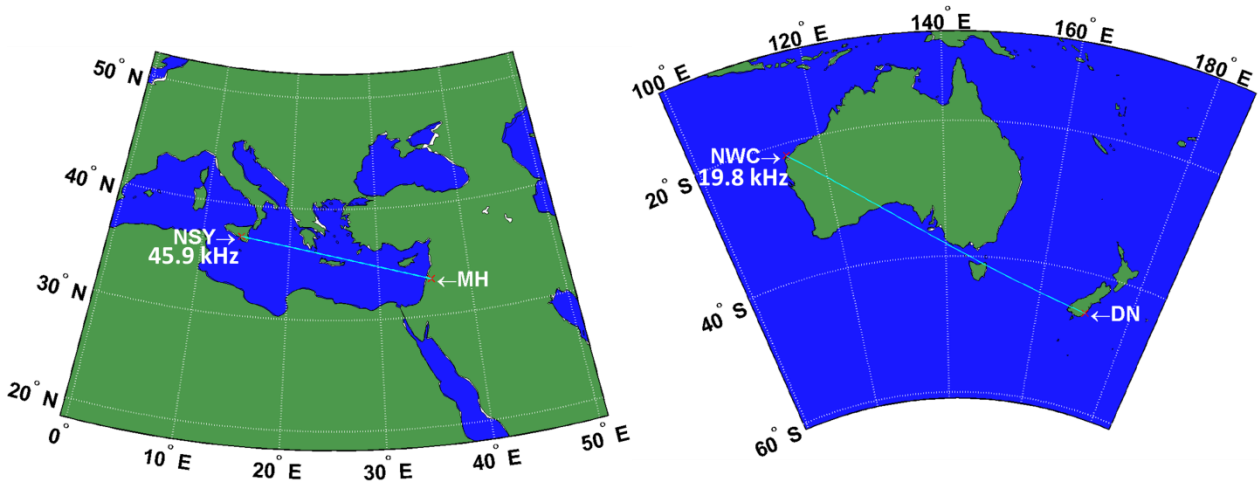 50° N
40° N
30° N
20° N
0°
10° E
20° E
30° E
40° E
50° E
NSY→
45.9 kHz
←MH
100° E
120° E
140° E
160° E
180° E
20° S
40° S
60° S
NWC→
19.8 kHz
←DN